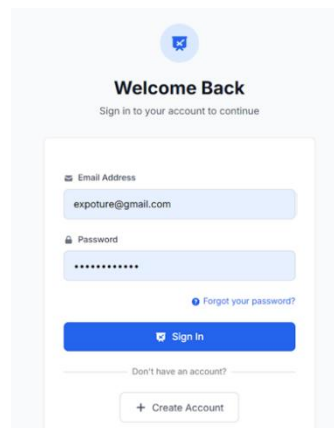 Welcome Back
Sign in to your account to continue
Email Address
expoture@gmail.com
Password
••••••••••••
Forgot your password?
Sign In
Don't have an account?
+ Create Account